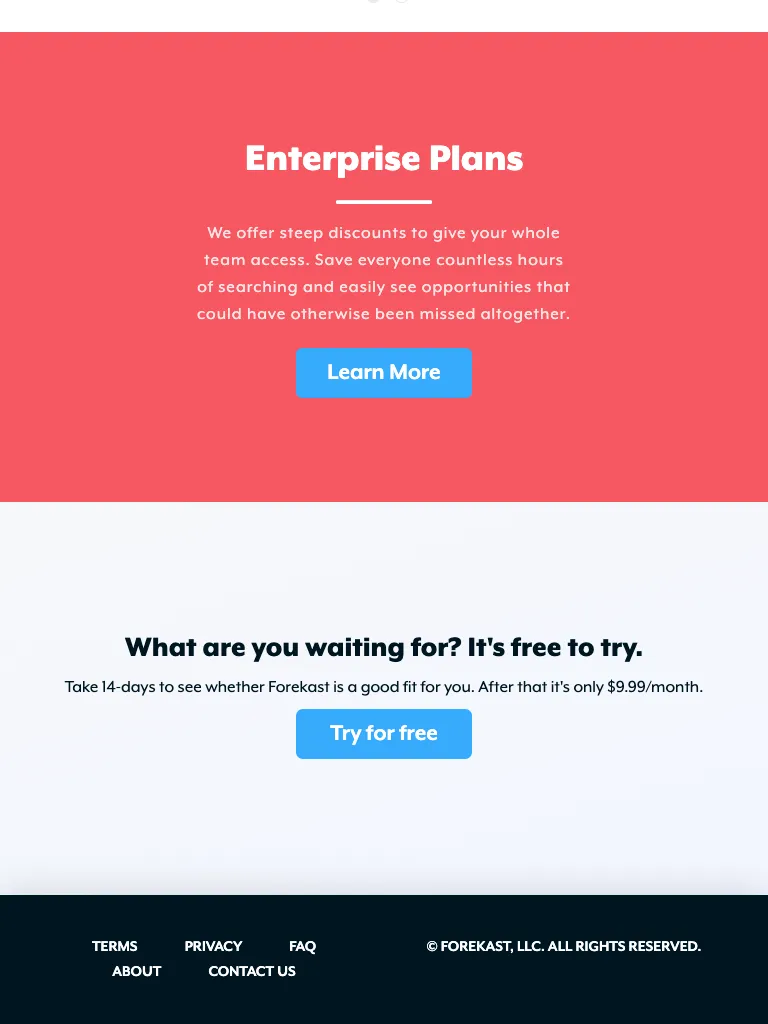 Enterprise Plans
We offer steep discounts to give your whole
team access. Save everyone countless hours
of searching and easily see opportunities that
could have otherwise been missed altogether.
Learn More
What are you waiting for? It's free to try.
Take 14-days to see whether Forekast is a good fit for you. After that it's only $9.99/month.
Try for free
TERMS PRIVACY FAQ
ABOUT CONTACT US
© FOREKAST, LLC. ALL RIGHTS RESERVED.